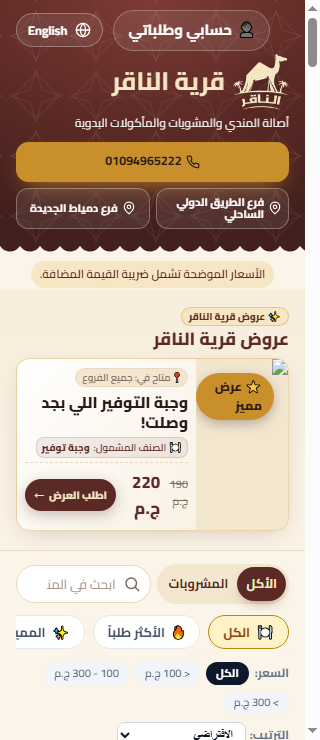 حسابي وطلباتي
English
قرية الناقر
الناقر
أصالة المندي والمشويات والمأكولات البدوية
01094965222
فرع الطريق الدولي الساحلي
فرع دمياط الجديدة
الأسعار الموضحة تشمل ضريبة القيمة المضافة.
عروض قرية الناقر
عروض قرية الناقر
عرض مميز
متاح في: جميع الفروع
وجبة التوفير اللي بجد وصلت!
الصنف المشمول: وجبة توفير
190 ج.م
220 ج.م
اطلب العرض ←
الأكل
المشروبات
ابحث في المن
الكل
الأكثر طلباً
المميز
السعر:
الكل
< 100 ج.م
100 - 300 ج.م
> 300 ج.م
الترتيب:
الافتراضي